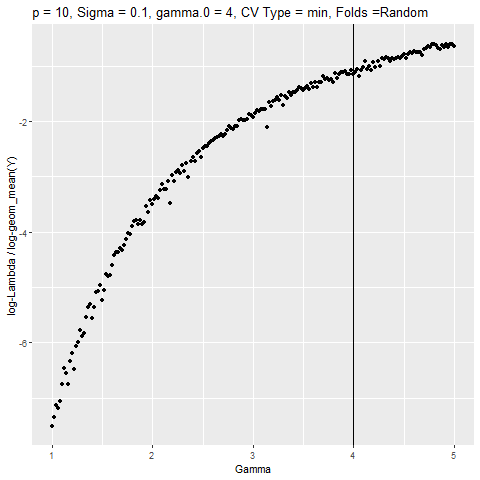 p = 10, Sigma = 0.1, gamma.0 = 4, CV Type = min, Folds =Random
log-Lambda / log-geom_mean(Y)
-2
-4
-6
1 2 3 4 5
Gamma